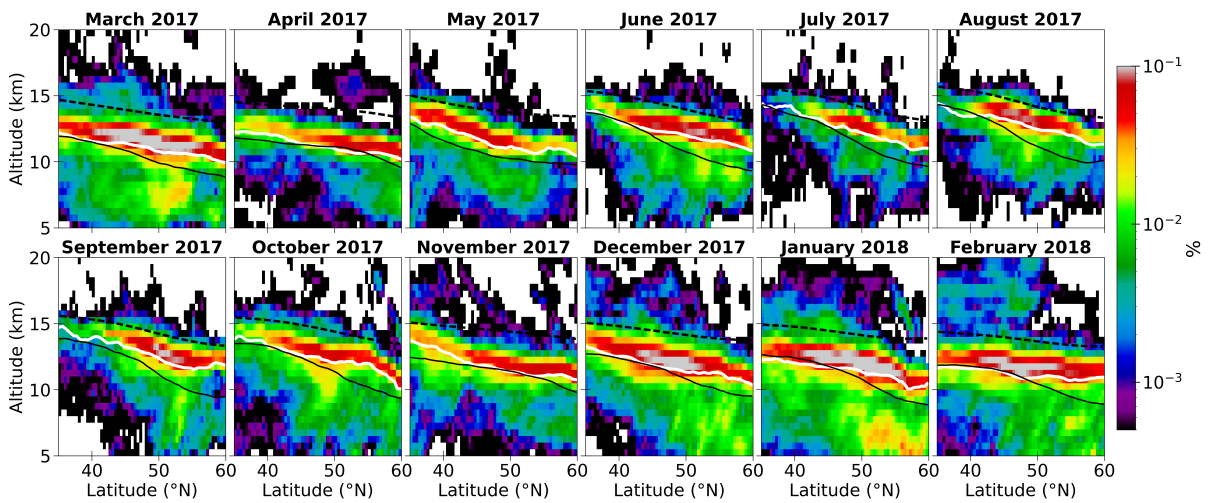 March 2017 April 2017 May 2017 June 2017 July 2017 August 2017
20
15
10
5
Altitude (km)
September 2017 October 2017 November 2017 December 2017 January 2018 February 2018
20
15
10
5
Altitude (km)
40 50 60 40 50 60 40 50 60 40 50 60 40 50 60 40 50 60
Latitude (°N) Latitude (°N) Latitude (°N) Latitude (°N) Latitude (°N) Latitude (°N)
10⁻¹
10⁻²
10⁻³
%